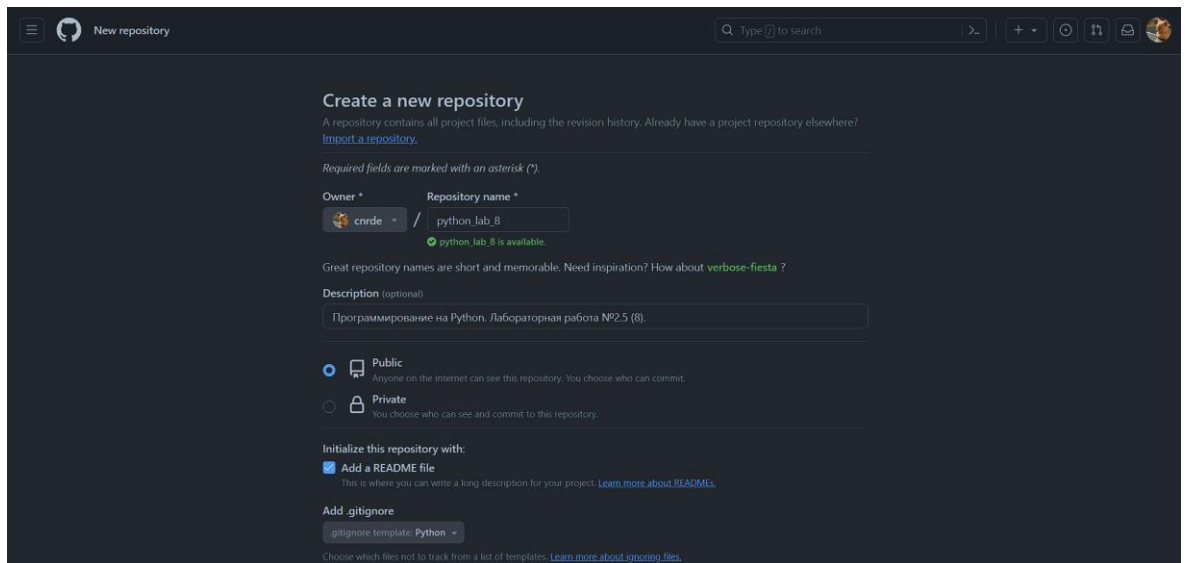 New repository
Type / to search
Create a new repository
A repository contains all project files, including the revision history. Already have a project repository elsewhere?
Import a repository.
Required fields are marked with an asterisk (*).
Owner * Repository name *
cnrde / python_lab_8
python_lab_8 is available.
Great repository names are short and memorable. Need inspiration? How about verbose-fiesta ?
Description (optional)
Программирование на Python. Лабораторная работа №2.5 (8).
Public
Anyone on the internet can see this repository. You choose who can commit.
Private
You choose who can see and commit to this repository.
Initialize this repository with:
Add a README file
This is where you can write a long description for your project. Learn more about READMEs.
Add .gitignore
.gitignore template: Python
Choose which files not to track from a list of templates. Learn more about ignoring files.